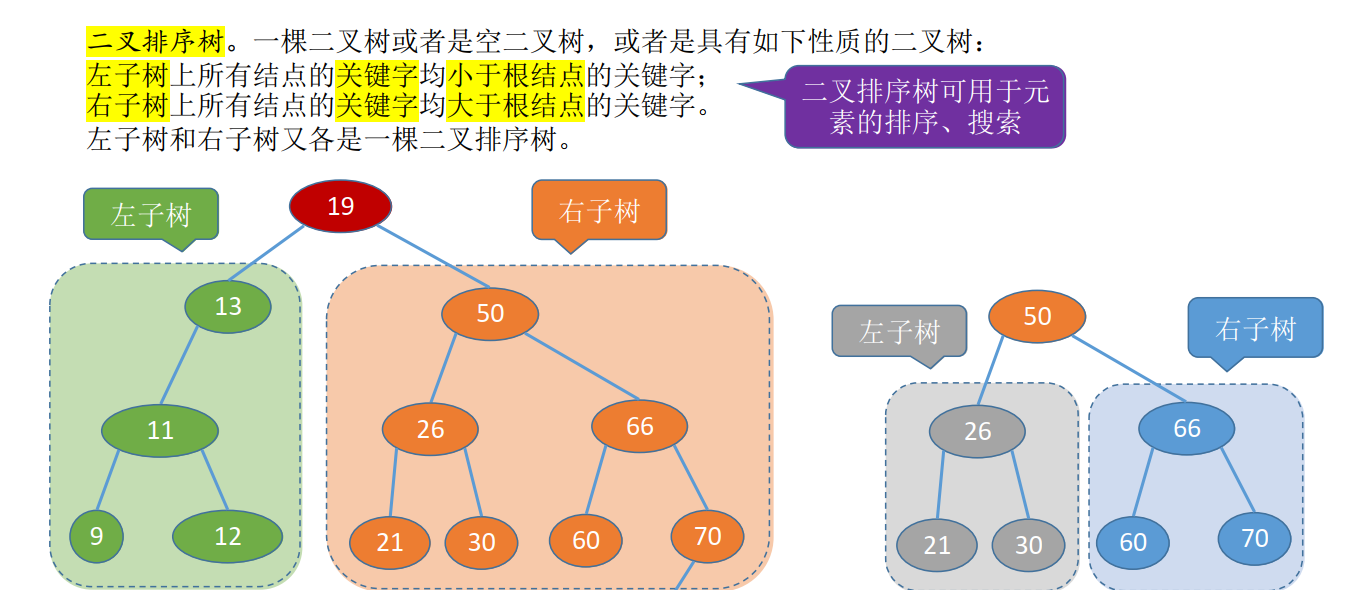 二叉排序树。一棵二叉树或者是空二叉树，或者是具有如下性质的二叉树：
左子树上所有结点的关键字均小于根结点的关键字；
右子树上所有结点的关键字均大于根结点的关键字。
左子树和右子树又各是一棵二叉排序树。
二叉排序树可用于元
素的排序、搜索
左子树
19
右子树
13
50
11
26
66
9
12
21
30
60
70
左子树
50
右子树
26
66
21
30
60
70